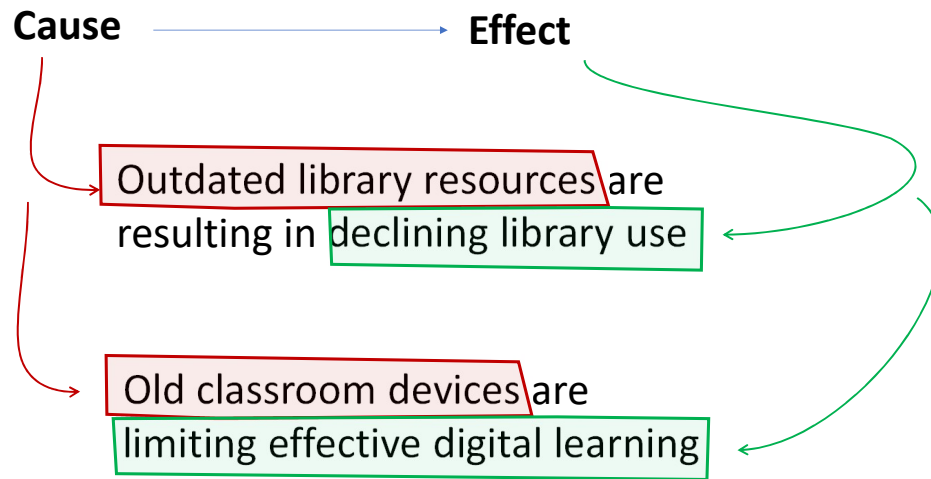 Cause Effect
Outdated library resources are
resulting in declining library use
Old classroom devices are
limiting effective digital learning